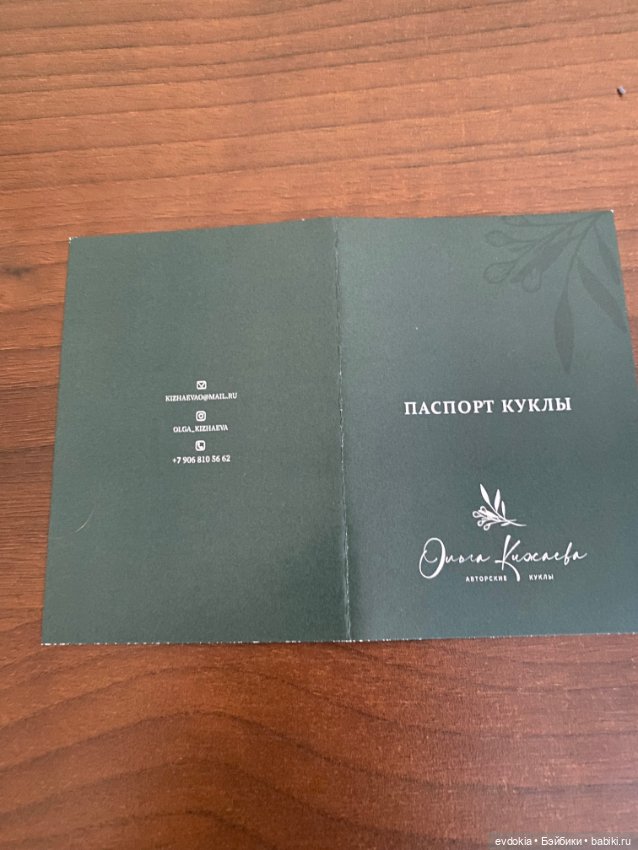 KIZHAEVAO@MAIL.RU
OLGA_KIZHAEVA
+7 906 810 56 62
ПАСПОРТ КУКЛЫ
Ольга Кижаева
АВТОРСКИЕ КУКЛЫ
evdokia • Бэйбики • babiki.ru